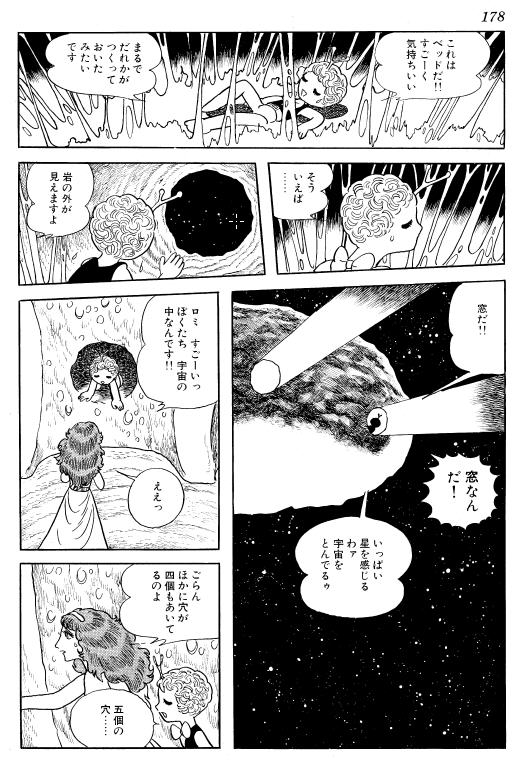 178
これは
ベッドだ!!
すごーく
気持ちいい
まるで
だれかが
つくって
おいた
みたい
です
そう
いえば
……
岩の外が
見えますよ
窓だ!!
窓なん
だ!
いっぱい
星を感じる
わァ
宇宙を
とんでるゥ
ロミ すごーいっ
ぼくたち 宇宙の
中なんです!!
ええっ
ごらん
ほかに穴が
四個もあいて
るのよ
五個の
穴……